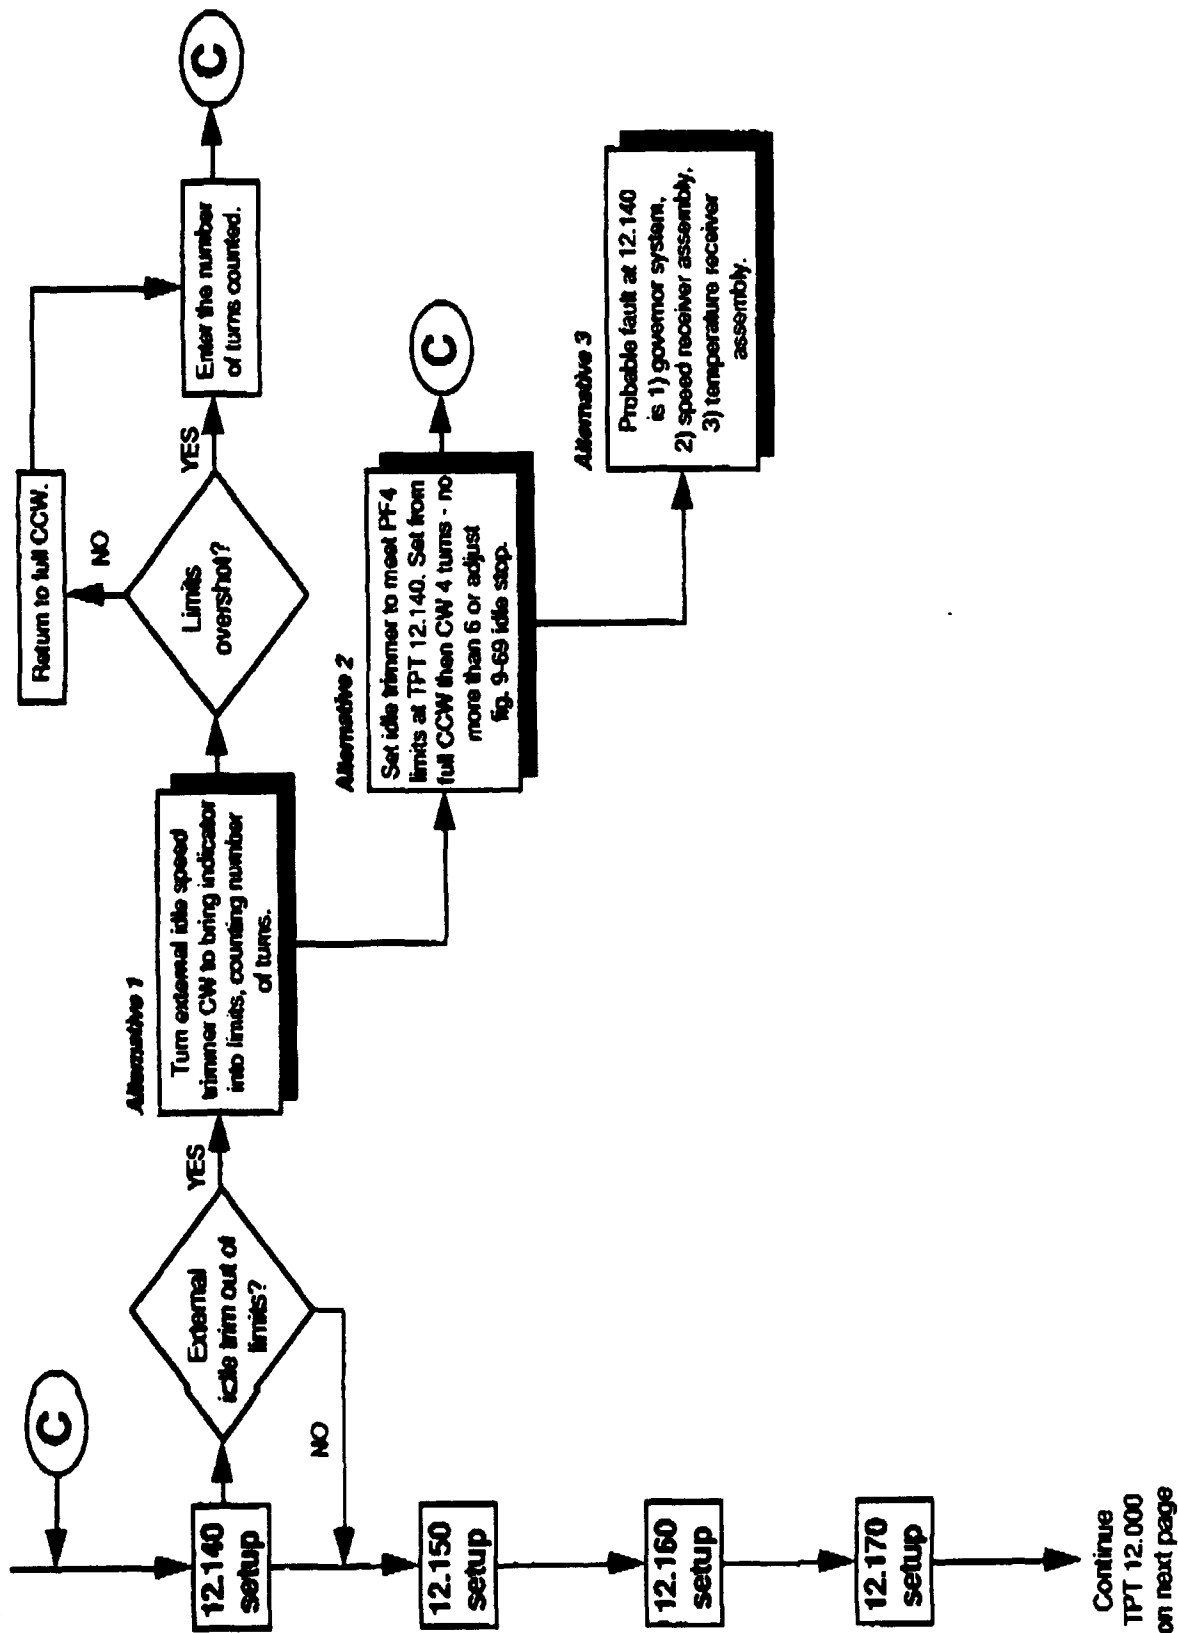 C
12.140
setup
External
idle trim out of
limits?
YES
NO
Alternative 1
Turn external idle speed
trimmer CW to bring indicator
into limits, counting number
of turns.
Limits
overshot?
NO
Return to full CCW.
YES
Enter the number
of turns counted.
C
Alternative 2
Set idle trimmer to meet PF4
limits at TPT 12.140. Set from
full CCW then CW 4 turns - no
more than 6 or adjust
fig. 9-69 idle stop.
C
Alternative 3
Probable fault at 12.140
is 1) governor system,
2) speed receiver assembly,
3) temperature receiver
assembly.
12.150
setup
12.160
setup
12.170
setup
Continue
TPT 12.000
on next page